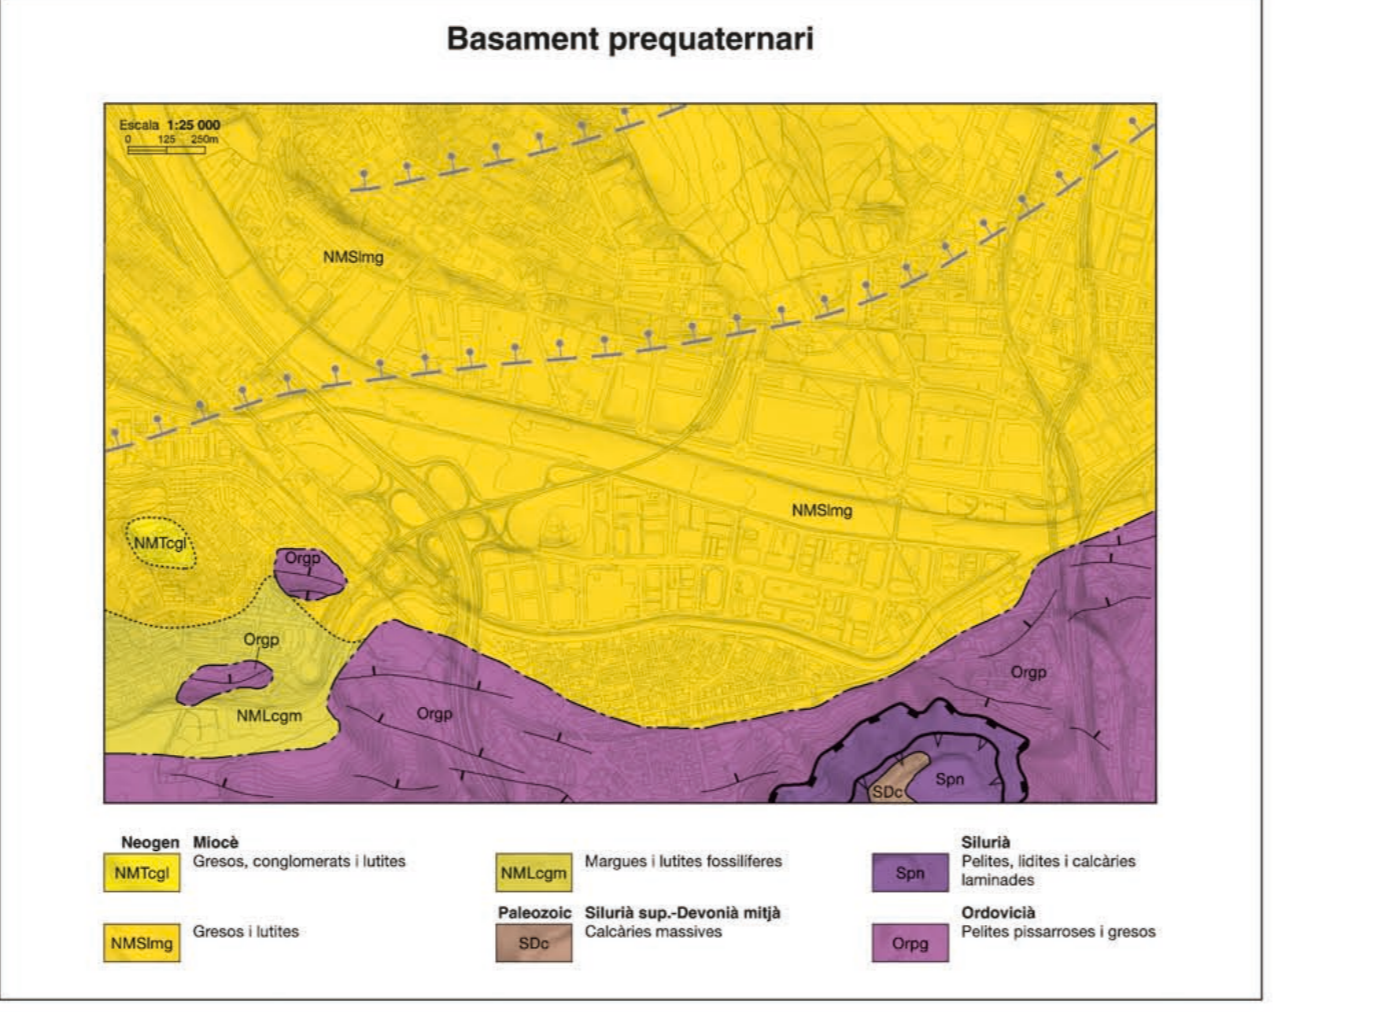 Basament prequaternari
Escala 1:25 000
0 125 250m
NMSlmg
NMSlmg
NMTcgl
Orgp
Orgp
NMLcgm
Orgp
Orgp
Spn
SDc
Neogen Miocè
NMTcgl Gresos, conglomerats i lutites
NMSlmg Gresos i lutites
NMLcgm Margues i lutites fossilíferes
Paleozoic Silurià sup.-Devonià mitjà
SDc Calcàries massives
Silurià
Spn Pelites, lidites i calcàries
laminades
Ordovicià
Orpg Pelites pissarroses i gresos